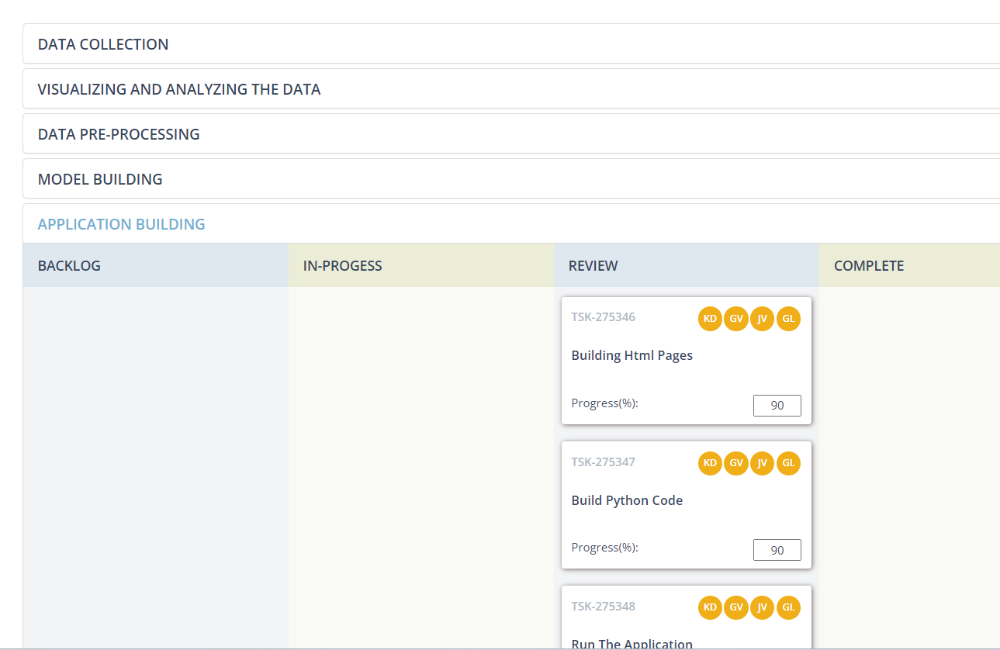 DATA COLLECTION
VISUALIZING AND ANALYZING THE DATA
DATA PRE-PROCESSING
MODEL BUILDING
APPLICATION BUILDING
BACKLOG IN-PROGESS REVIEW COMPLETE
TSK-275346 KD GV JV GL
Building Html Pages
Progress(%): 90
TSK-275347 KD GV JV GL
Build Python Code
Progress(%): 90
TSK-275348 KD GV JV GL
Run The Application